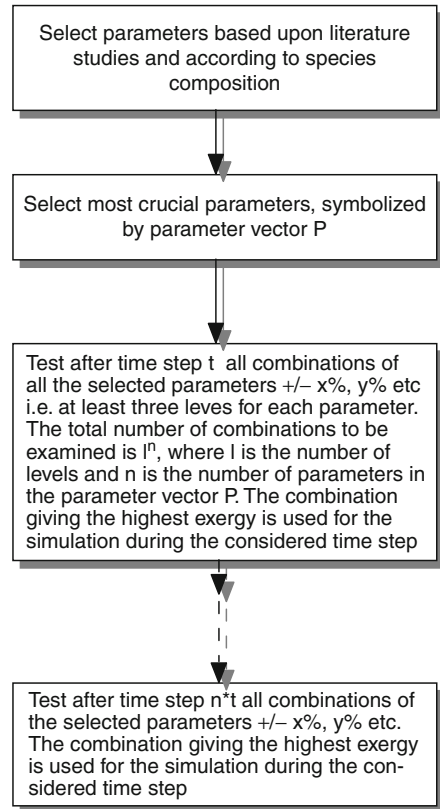 Select parameters based upon literature
studies and according to species
composition
Select most crucial parameters, symbolized
by parameter vector P
Test after time step t all combinations of
all the selected parameters +/− x%, y% etc
i.e. at least three leves for each parameter.
The total number of combinations to be
examined is lⁿ, where l is the number of
levels and n is the number of parameters in
the parameter vector P. The combination
giving the highest exergy is used for the
simulation during the considered time step
Test after time step n*t all combinations of
the selected parameters +/− x%, y% etc.
The combination giving the highest exergy
is used for the simulation during the con-
sidered time step